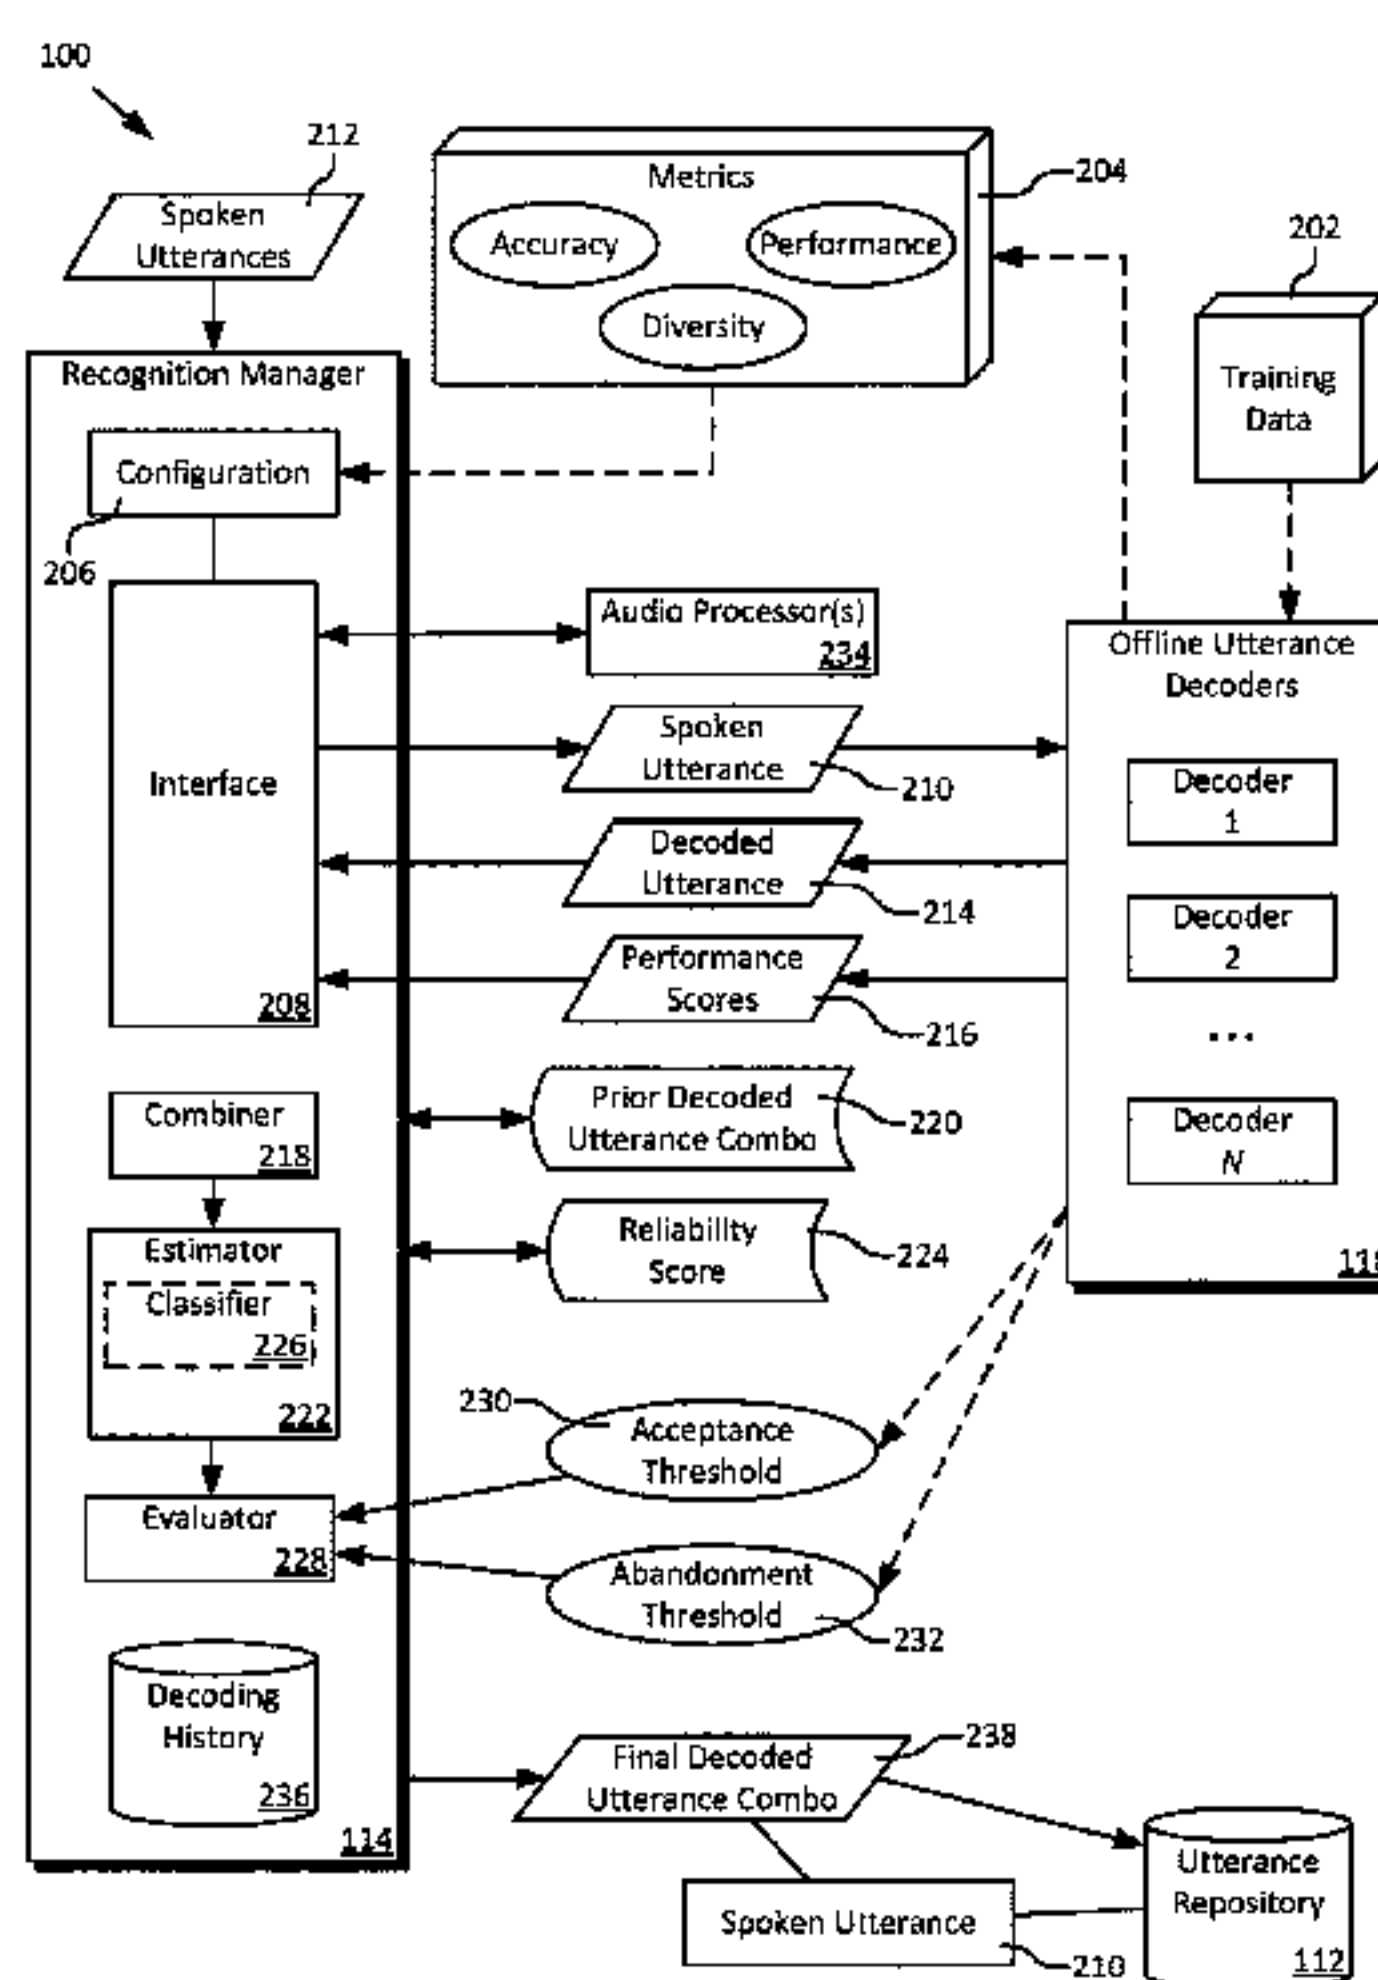 100
212
Spoken
Utterances
Metrics
204
Accuracy
Performance
Diversity
202
Training
Data
Recognition Manager
Configuration
206
Interface
208
Audio Processor(s)
234
Spoken
Utterance
210
Decoded
Utterance
214
Performance
Scores
216
Offline Utterance
Decoders
Decoder
1
Decoder
2
...
Decoder
N
Combiner
218
Prior Decoded
Utterance Combo
220
Estimator
Classifier
226
222
Reliability
Score
224
230
Acceptance
Threshold
Evaluator
228
Abandonment
Threshold
232
Decoding
History
236
114
Final Decoded
Utterance Combo
238
Spoken Utterance
210
Utterance
Repository
112